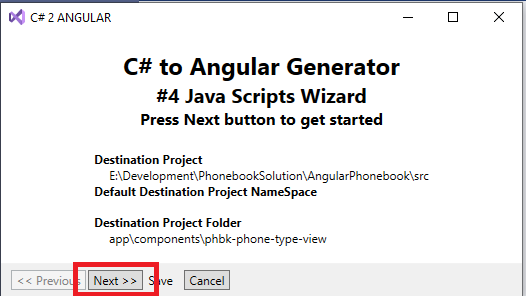 C# 2 ANGULAR
C# to Angular Generator
#4 Java Scripts Wizard
Press Next button to get started
Destination Project
E:\Development\PhonebookSolution\AngularPhonebook\src
Default Destination Project NameSpace
Destination Project Folder
app\components\phbk-phone-type-view
<< Previous Next >> Save Cancel